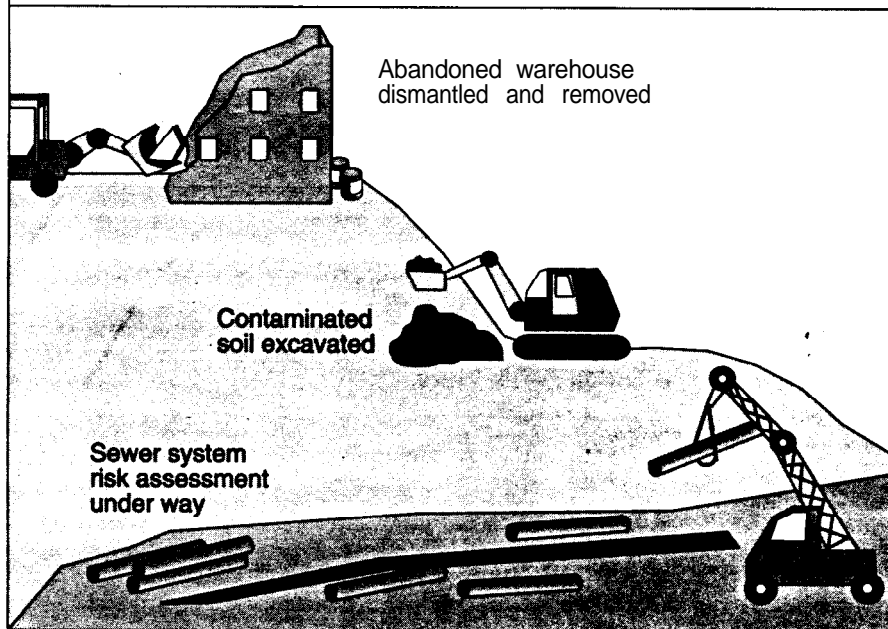 Abandoned warehouse
dismantled and removed
Contaminated
soil excavated
Sewer system
risk assessment
under way